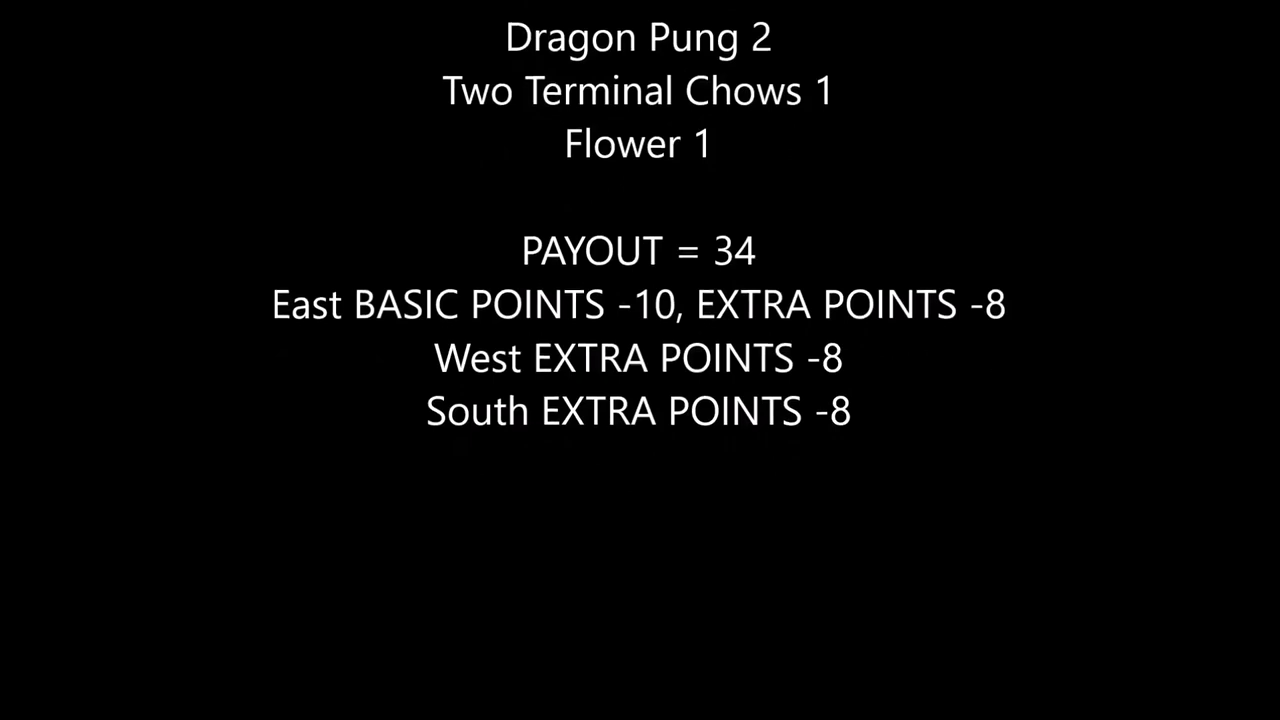 Dragon Pung 2
Two Terminal Chows 1
Flower 1
PAYOUT = 34
East BASIC POINTS -10, EXTRA POINTS -8
West EXTRA POINTS -8
South EXTRA POINTS -8